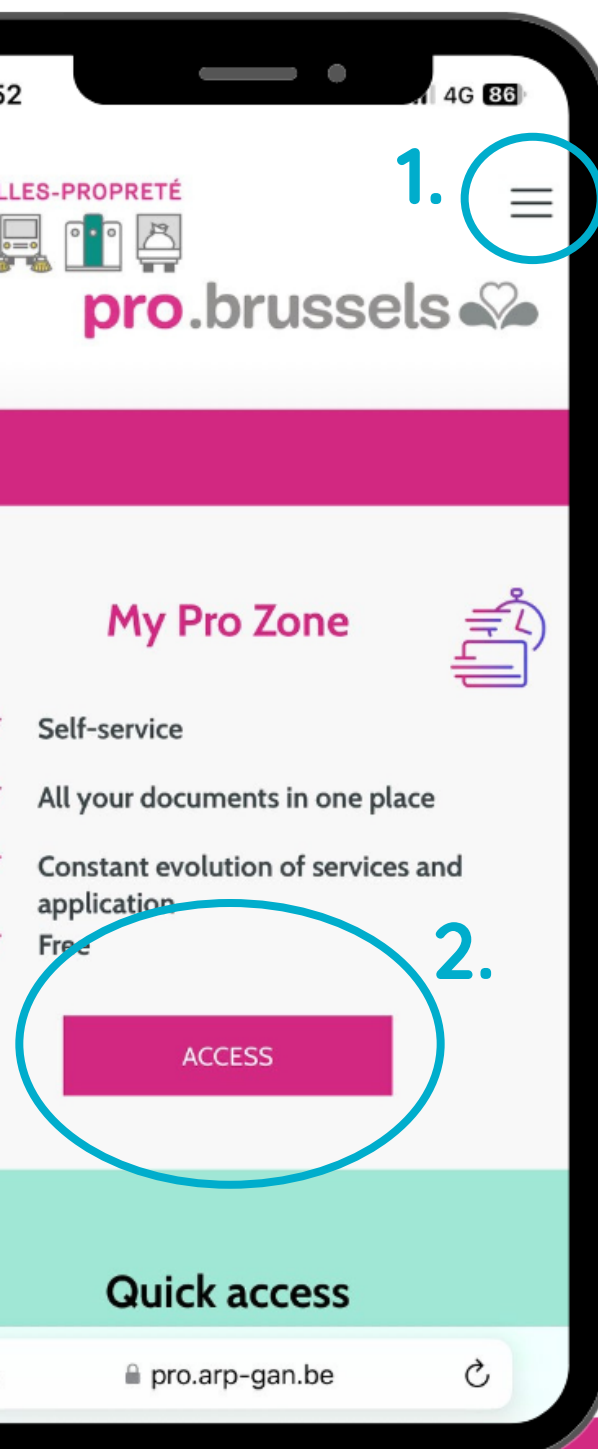 52
4G 86
1.
LLES-PROPRETÉ
pro.brussels
My Pro Zone
Self-service
All your documents in one place
Constant evolution of services and
application
Free
2.
ACCESS
Quick access
pro.arp-gan.be